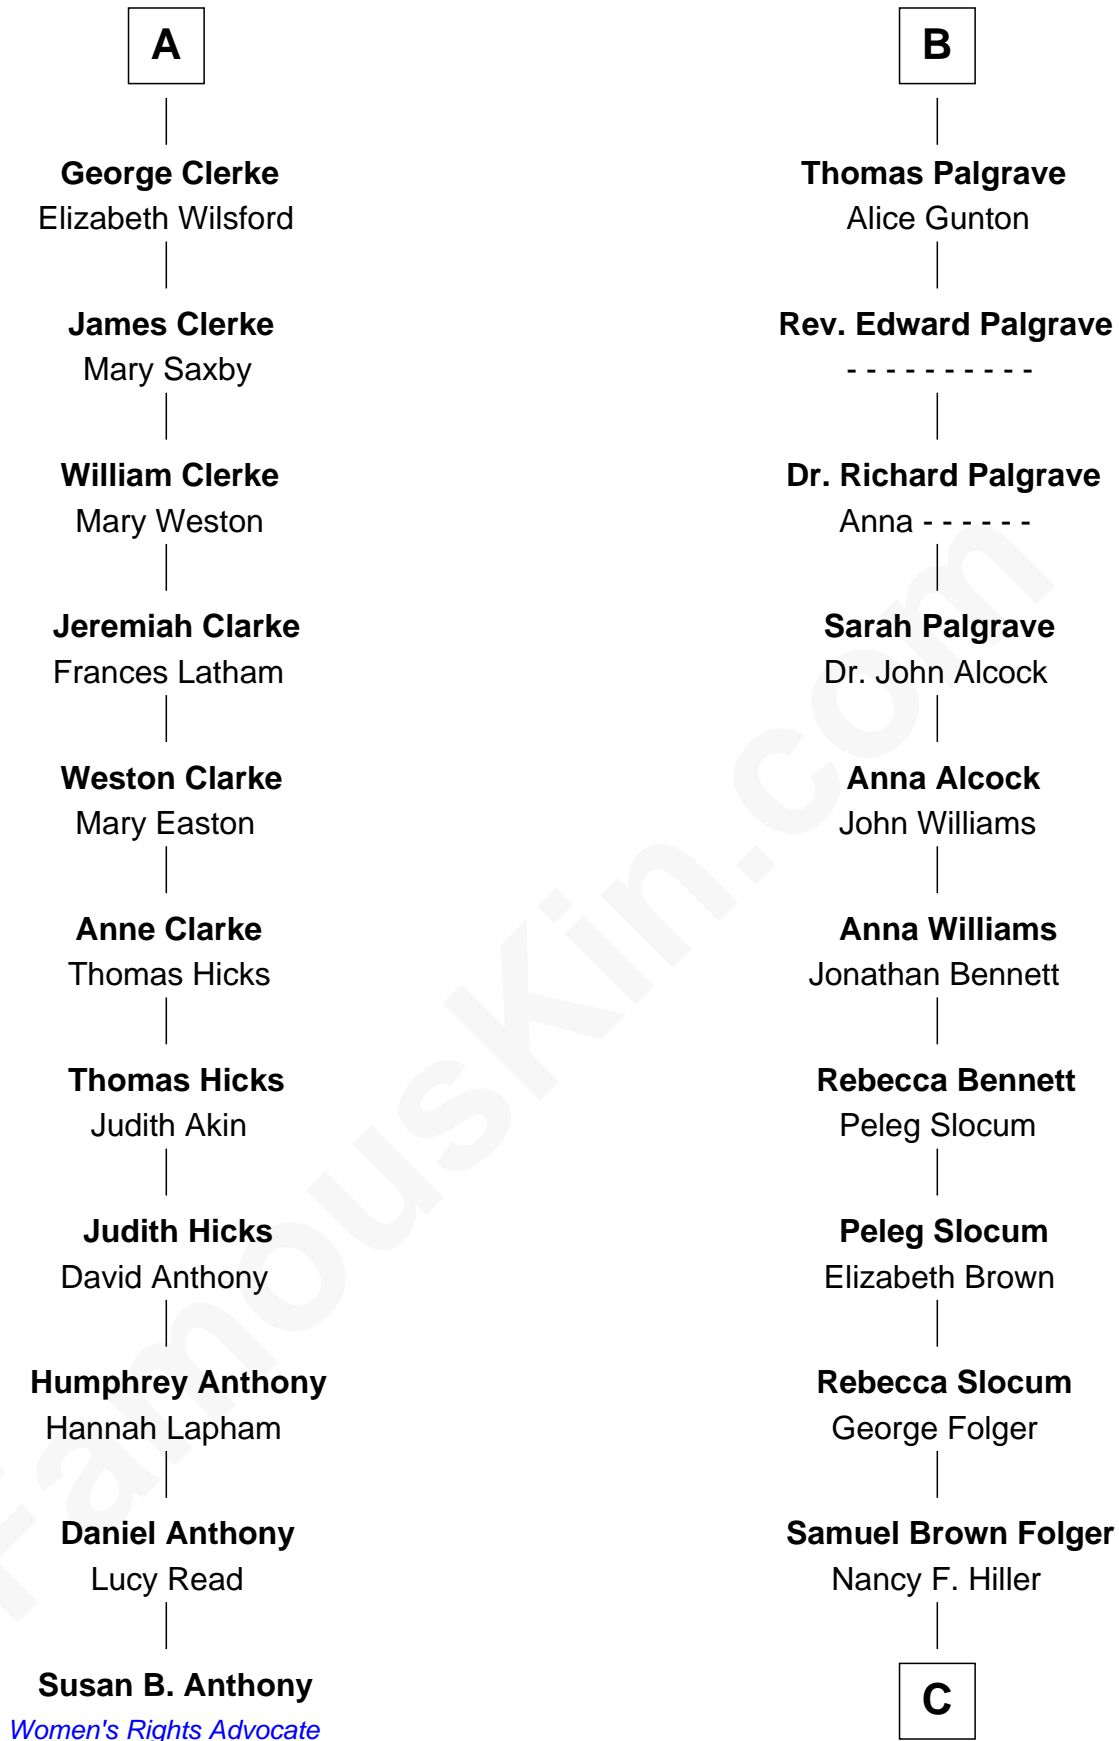 A
George Clerke
Elizabeth Wilsford
James Clerke
Mary Saxby
William Clerke
Mary Weston
Jeremiah Clarke
Frances Latham
Weston Clarke
Mary Easton
Anne Clarke
Thomas Hicks
Thomas Hicks
Judith Akin
Judith Hicks
David Anthony
Humphrey Anthony
Hannah Lapham
Daniel Anthony
Lucy Read
Susan B. Anthony
Women's Rights Advocate
B
Thomas Palgrave
Alice Gunton
Rev. Edward Palgrave
- - - - - - - - - -
Dr. Richard Palgrave
Anna - - - - - -
Sarah Palgrave
Dr. John Alcock
Anna Alcock
John Williams
Anna Williams
Jonathan Bennett
Rebecca Bennett
Peleg Slocum
Peleg Slocum
Elizabeth Brown
Rebecca Slocum
George Folger
Samuel Brown Folger
Nancy F. Hiller
C
FamousKin.com